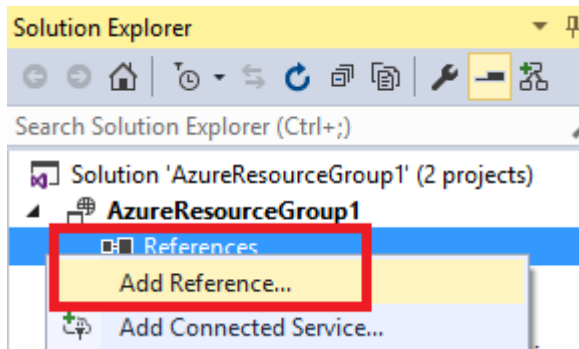 Solution Explorer
Search Solution Explorer (Ctrl+;)
Solution 'AzureResourceGroup1' (2 projects)
AzureResourceGroup1
References
Add Reference...
Add Connected Service...